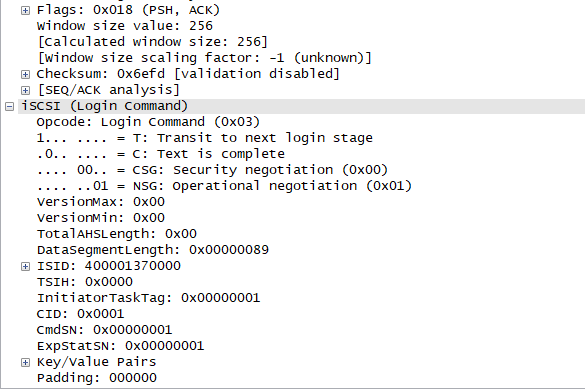 Flags: 0x018 (PSH, ACK)
Window size value: 256
[Calculated window size: 256]
[Window size scaling factor: -1 (unknown)]
Checksum: 0x6efd [validation disabled]
[SEQ/ACK analysis]
iSCSI (Login Command)
Opcode: Login Command (0x03)
1... .... = T: Transit to next login stage
.0.. .... = C: Text is complete
.... 00.. = CSG: Security negotiation (0x00)
.... ..01 = NSG: Operational negotiation (0x01)
VersionMax: 0x00
VersionMin: 0x00
TotalAHSLength: 0x00
DataSegmentLength: 0x00000089
ISID: 400001370000
TSIH: 0x0000
InitiatorTaskTag: 0x00000001
CID: 0x0001
CmdSN: 0x00000001
ExpStatSN: 0x00000001
Key/Value Pairs
Padding: 000000